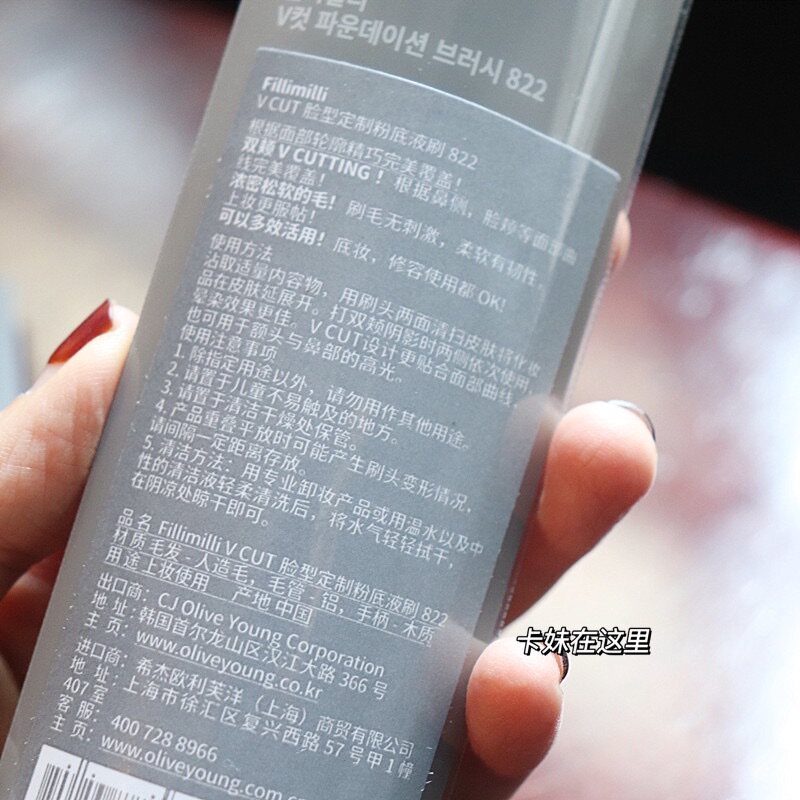 V컷 파운데이션 브러시 822
Fillimilli
V CUT 脸型定制粉底液刷 822
根据面部轮廓精巧完美覆盖!
双颊 V CUTTING！根据鼻侧，脸颊等面部曲
线完美覆盖!
浓密松软的毛! 刷毛无刺激，柔软有韧性。
上妆更服帖!
可以多效活用! 底妆，修容使用都 OK!
使用方法
沾取适量内容物，用刷头两面清扫皮肤将化妆
品在皮肤延展开。打双颊阴影时两侧依次使用，
晕染效果更佳。V CUT设计更贴合面部曲线，
也可用于额头与鼻部的高光。
使用注意事项
1. 除指定用途以外，请勿用作其他用途。
2. 请置于儿童不易触及的地方。
3. 请置于清洁干燥处保管。
4. 产品重叠平放时可能产生刷头变形情况，
请间隔一定距离存放。
5. 清洁方法：用专业卸妆产品或用温水以及中
性的清洁液轻柔清洗后，将水气轻轻拭干，
在阴凉处晾干即可。
品名 Fillimilli V CUT 脸型定制粉底液刷 822
材质毛发 - 人造毛，毛管 - 铝，手柄 - 木质
用途上妆使用 产地 中国
出口商：CJ Olive Young Corporation
地 址：韩国首尔龙山区汉江大路 366 号
主 页：www.oliveyoung.co.kr
进口商：希杰欧利芙洋（上海）商贸有限公司
地 址：上海市徐汇区复兴西路 57 号甲 1 幢
407 室
客 服：400 728 8966
主 页：www.oliveyoung.com.cn
卡妹在这里